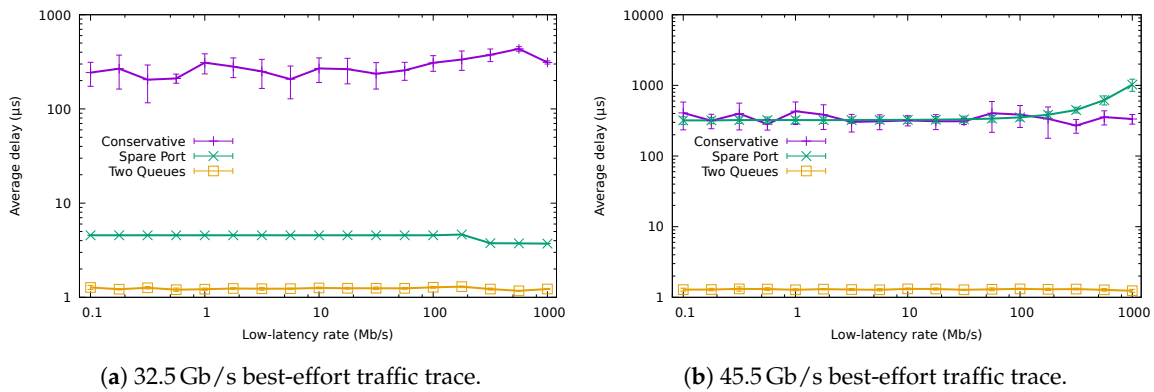 1000
100
10
1
Average delay (µs)
Conservative
Spare Port
Two Queues
0.1 1 10 100 1000
Low-latency rate (Mb/s)
(a) 32.5 Gb/s best-effort traffic trace.
10000
1000
100
10
1
Average delay (µs)
Conservative
Spare Port
Two Queues
0.1 1 10 100 1000
Low-latency rate (Mb/s)
(b) 45.5 Gb/s best-effort traffic trace.